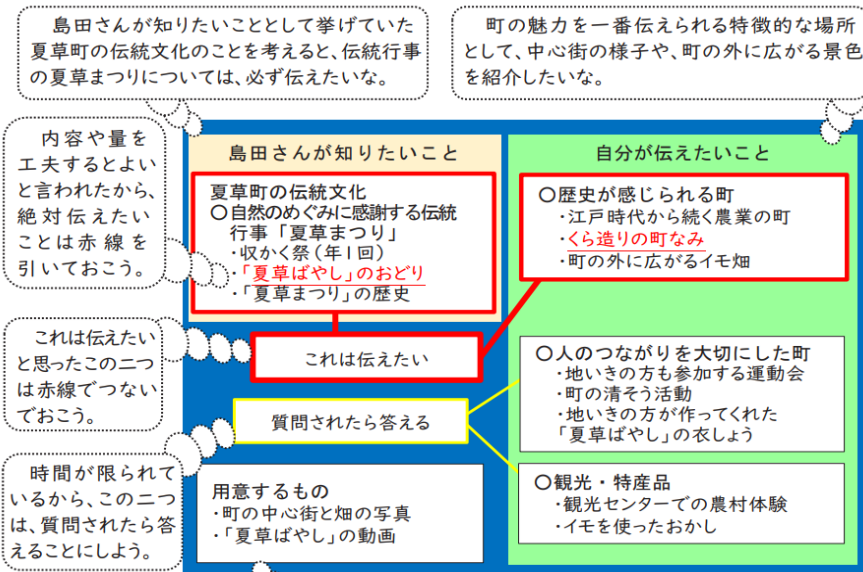 島田さんが知りたいこととして挙げていた
夏草町の伝統文化のことを考えると、伝統行事
の夏草まつりについては、必ず伝えたいな。
町の魅力を一番伝えられる特徴的な場所
として、中心街の様子や、町の外に広がる景色
を紹介したいな。
内容や量を
工夫するとよい
と言われたから、
絶対伝えたい
ことは赤線を
引いておこう。
島田さんが知りたいこと
夏草町の伝統文化
〇自然のめぐみに感謝する伝統
行事「夏草まつり」
・収かく祭(年1回)
・「夏草ばやし」のおどり
・「夏草まつり」の歴史
自分が伝えたいこと
〇歴史が感じられる町
・江戸時代から続く農業の町
・くら造りの町なみ
・町の外に広がるイモ畑
これは伝えたい
と思ったこの二つ
は赤線でつない
でおこう。
これは伝えたい
〇人のつながりを大切にした町
・地いきの方も参加する運動会
・町の清そう活動
・地いきの方が作ってくれた
「夏草ばやし」の衣しょう
質問されたら答える
時間が限られて
いるから、この二つ
は、質問されたら答
えることにしよう。
用意するもの
・町の中心街と畑の写真
・「夏草ばやし」の動画
〇観光・特産品
・観光センターでの農村体験
・イモを使ったおかし